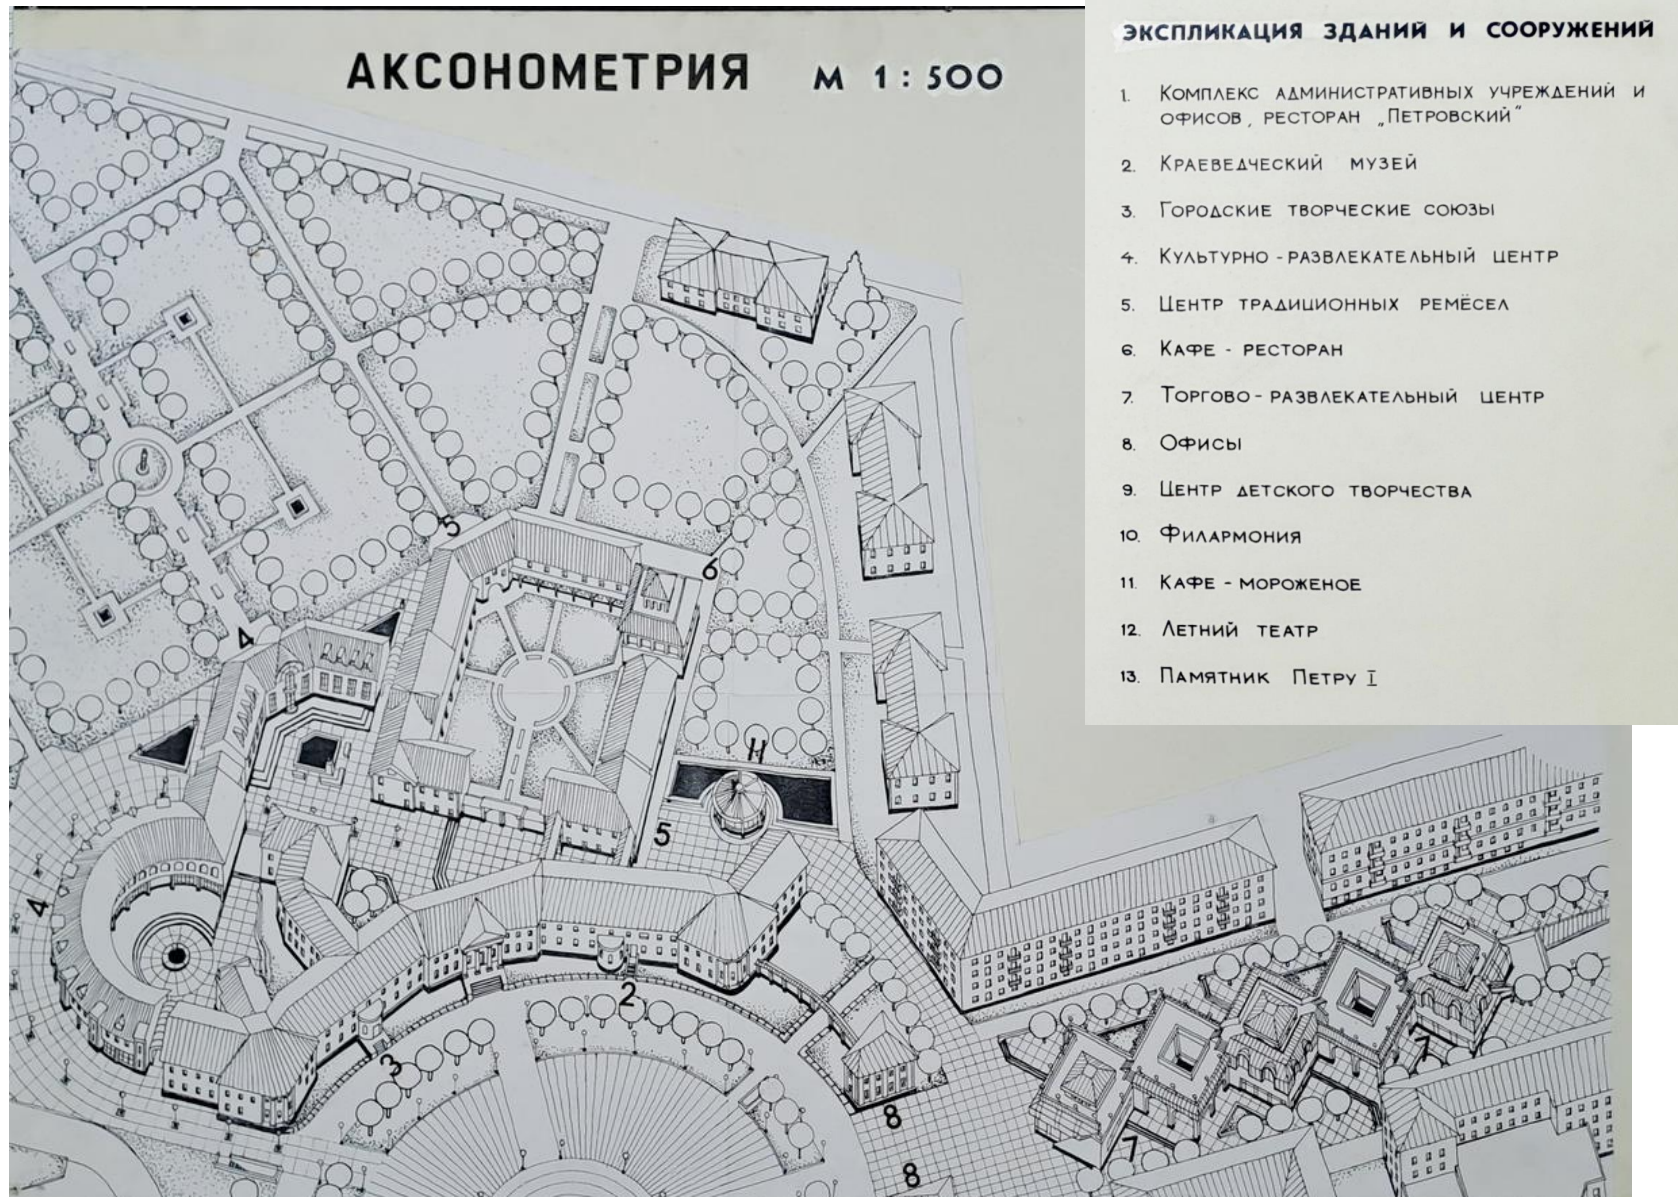 АКСОНОМЕТРИЯ М 1:500
ЭКСПЛИКАЦИЯ ЗДАНИЙ И СООРУЖЕНИЙ
1. КОМПЛЕКС АДМИНИСТРАТИВНЫХ УЧРЕЖДЕНИЙ И
ОФИСОВ, РЕСТОРАН „ПЕТРОВСКИЙ“
2. КРАЕВЕДЧЕСКИЙ МУЗЕЙ
3. ГОРОДСКИЕ ТВОРЧЕСКИЕ СОЮЗЫ
4. КУЛЬТУРНО-РАЗВЛЕКАТЕЛЬНЫЙ ЦЕНТР
5. ЦЕНТР ТРАДИЦИОННЫХ РЕМЁСЕЛ
6. КАФЕ - РЕСТОРАН
7. ТОРГОВО-РАЗВЛЕКАТЕЛЬНЫЙ ЦЕНТР
8. ОФИСЫ
9. ЦЕНТР ДЕТСКОГО ТВОРЧЕСТВА
10. ФИЛАРМОНИЯ
11. КАФЕ-МОРОЖЕНОЕ
12. ЛЕТНИЙ ТЕАТР
13. ПАМЯТНИК ПЕТРУ I
5
6
4
11
5
4
2
3
7
8
7
8